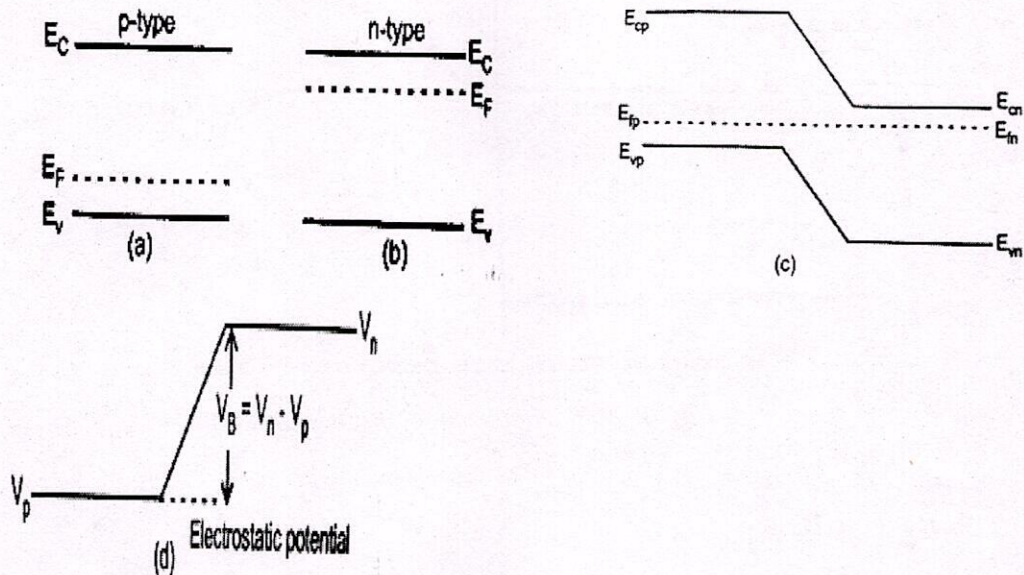 p-type
E_C
E_F
E_v
(a)
n-type
E_C
E_F
E_v
(b)
E_cp
E_fp
E_vp
E_cn
E_fn
E_vn
(c)
V_n
V_B = V_n - V_p
V_p
Electrostatic potential
(d)